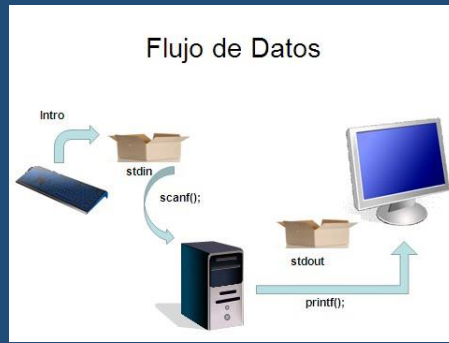 Flujo de Datos
Intro
stdin
scanf();
stdout
printf();